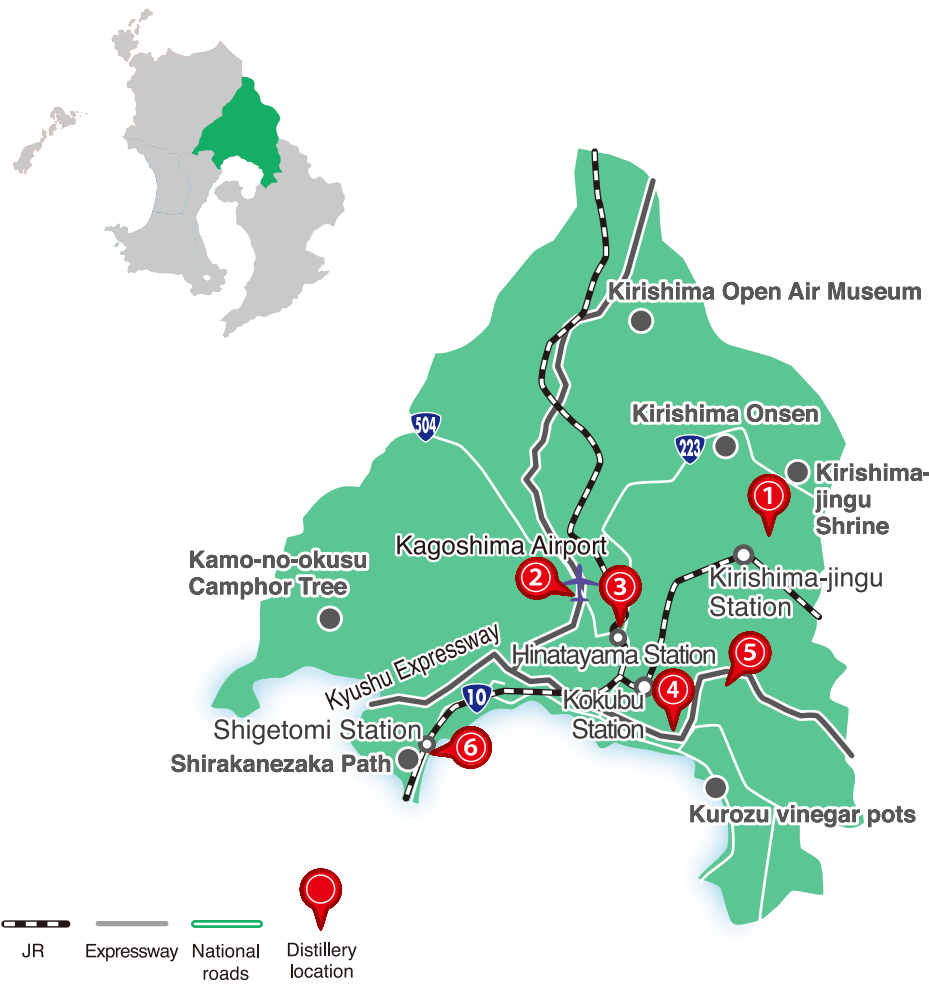 Kirishima Open Air Museum
504
Kirishima Onsen
223
Kirishima-
jingu
Shrine
1
Kagoshima Airport
Kamo-no-okusu
Camphor Tree
2
3
Kirishima-jingu
Station
Hinatayama Station
5
Kyushu Expressway
10
Kokubu
Station
4
Shigetomi Station
6
Shirakanezaka Path
Kurozu vinegar pots
JR
Expressway
National
roads
Distillery
location